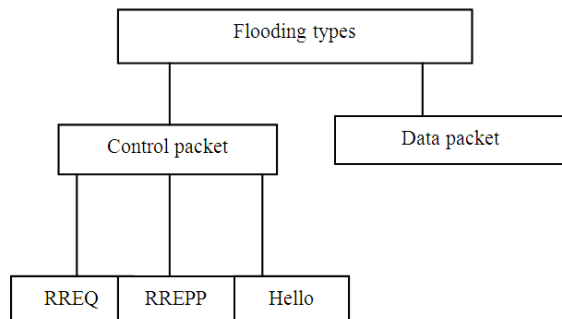 Flooding types
Control packet
Data packet
RREQ
RREPP
Hello